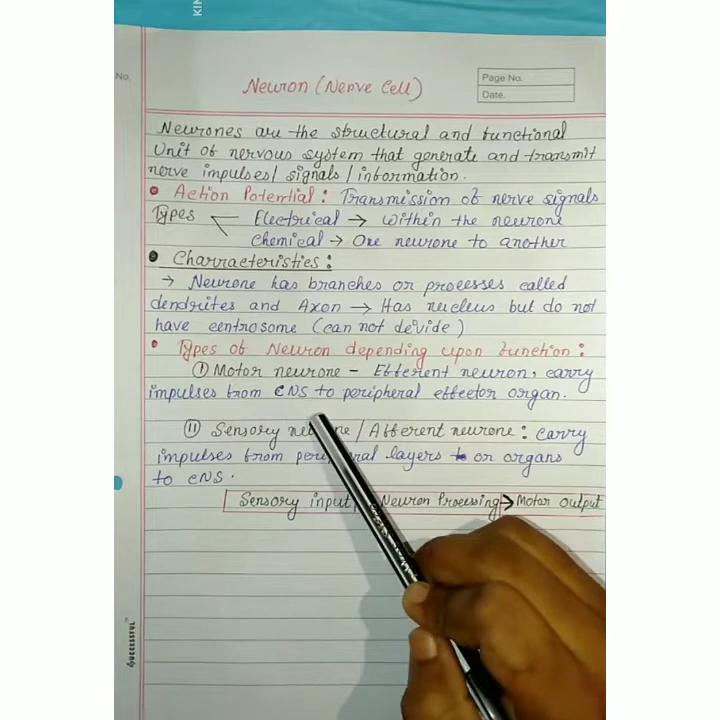 KIN
No.
Neuron (Nerve Cell)
Page No.
Date.
Neurones are the structural and functional
Unit of nervous system that generate and transmit
nerve impulses/ signals / information.
• Action Potential : Transmission of nerve signals
Types Electrical → Within the neurone
Chemical → One neurone to another
• Charracteristies :
→ Neurone has branches or processes called
dendrites and Axon → Has nucleus but do not
have centrosome (can not devide)
• Types of Neuron depending upon function :
(I) Motor neurone - Efferent neuron, carry
impulses from CNS to peripheral effector organ.
(II) Sensory / Afferent neurone : carry
impulses from layers or organs
to CNS.
Sensory input Neuron Processing → Motor output
SUCCESSFUL